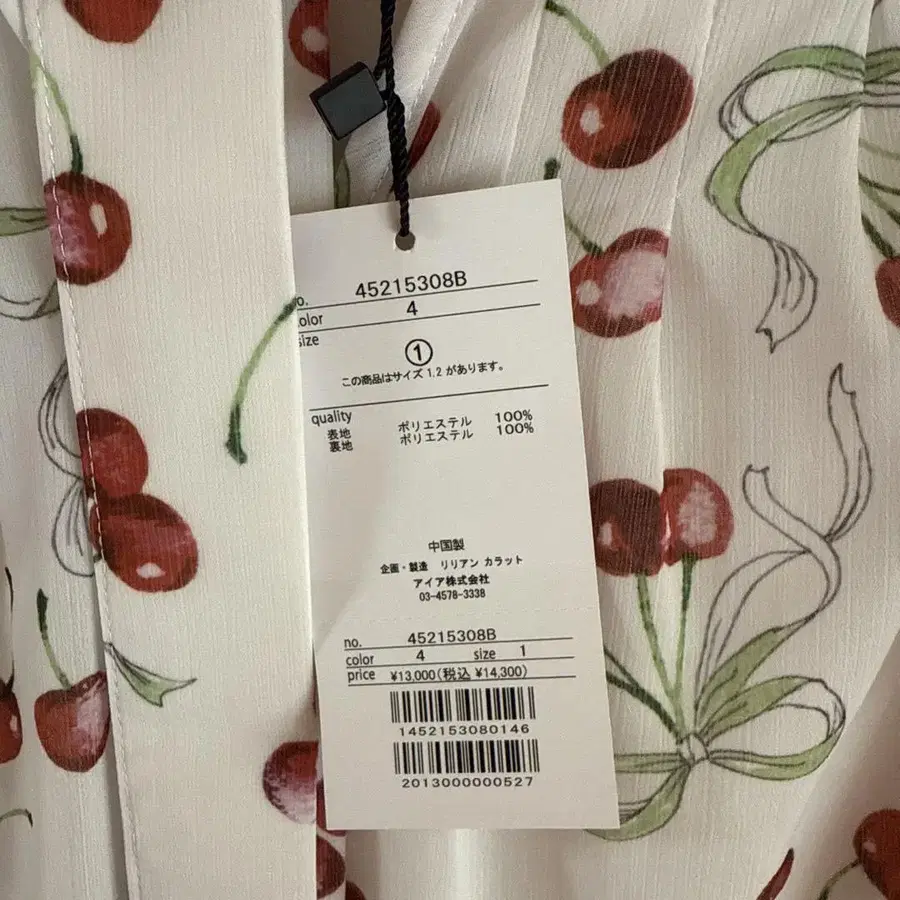 no. 45215308B
color 4
size
①
この商品はサイズ 1,2 があります。
quality
表地 ポリエステル 100%
裏地 ポリエステル 100%
中国製
企画・製造 リリアン カラット
アイア株式会社
03-4578-3338
no. 45215308B
color 4 size 1
price ¥13,000(税込 ¥14,300)
1452153080146
2013000000527